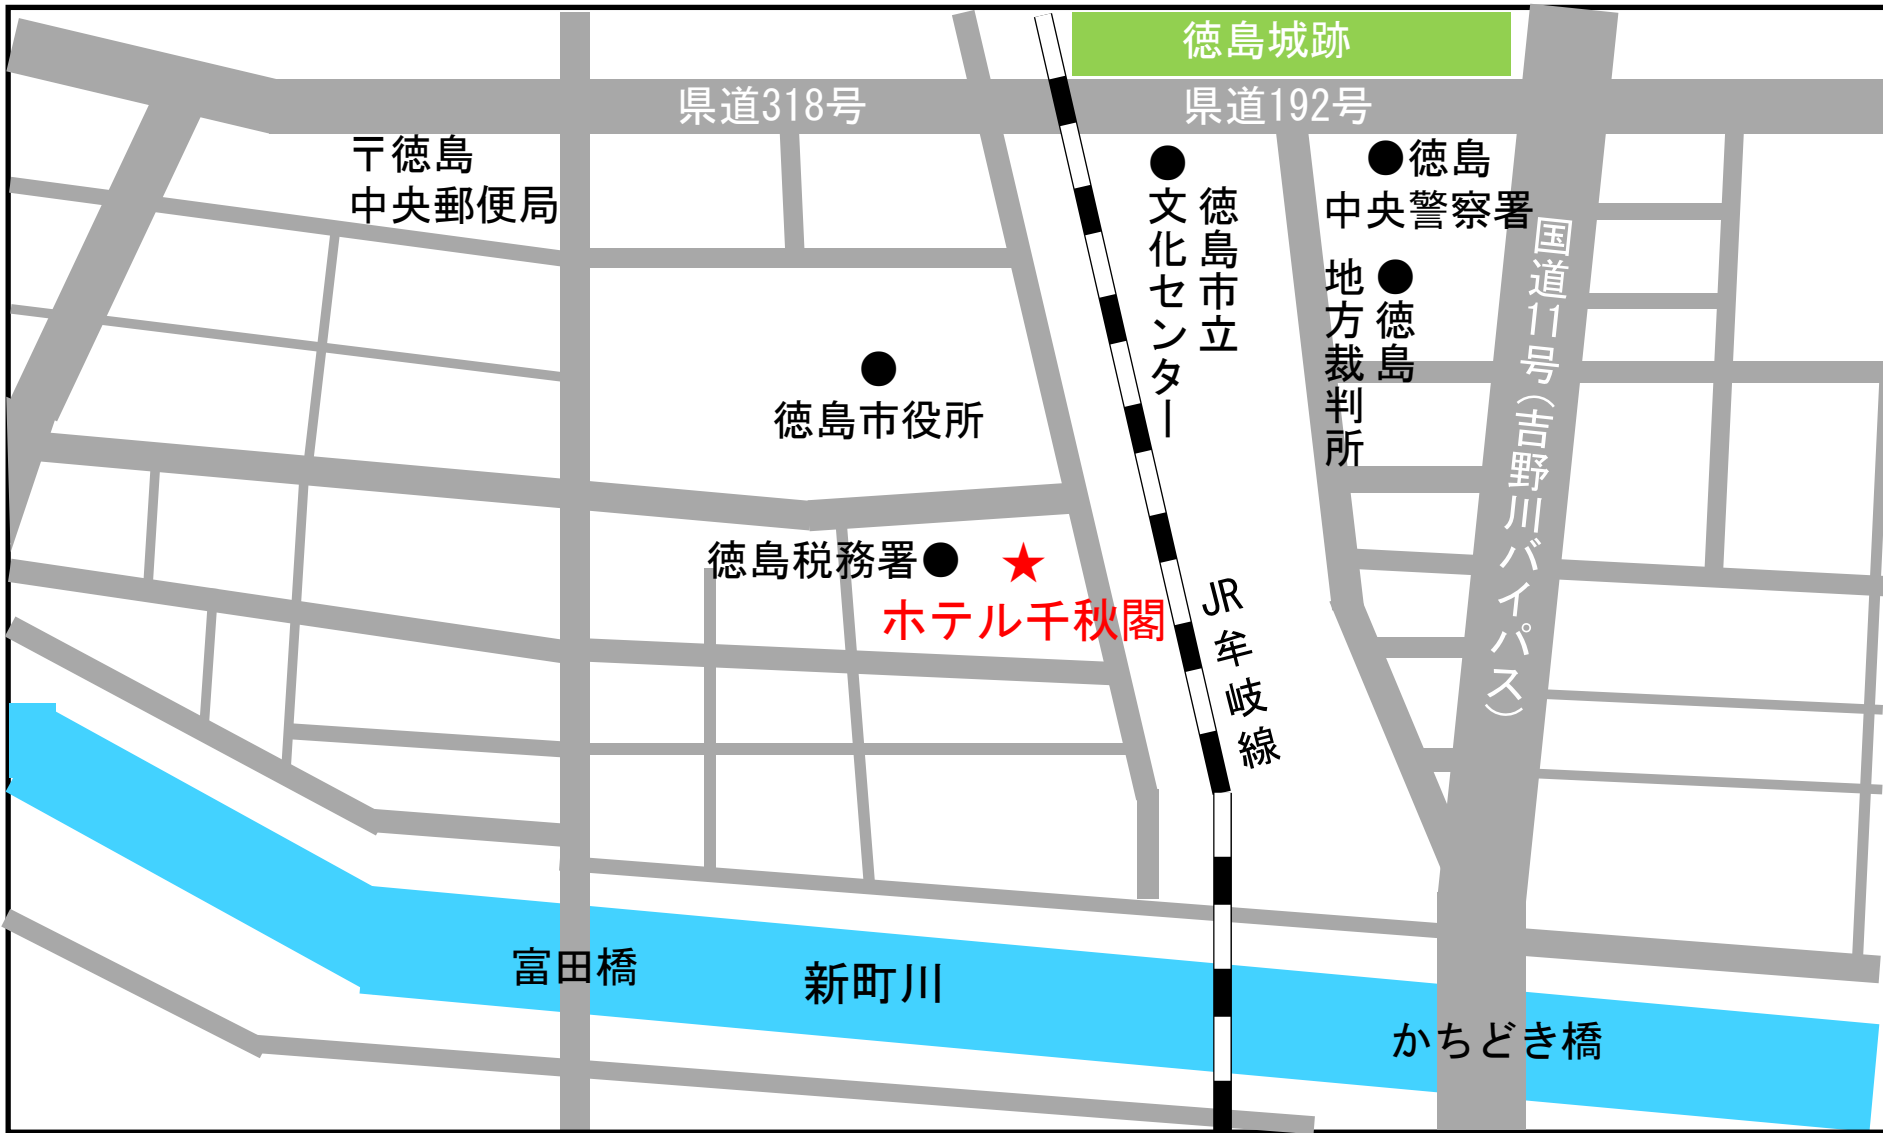 徳島城跡
県道318号
県道192号
〒徳島
中央郵便局
●徳島
中央警察署
●
徳島市立
文化センター
●徳島
地方裁判所
国道11号(吉野川バイパス)
●
徳島市役所
徳島税務署●
★
ホテル千秋閣
JR牟岐線
富田橋
新町川
かちどき橋